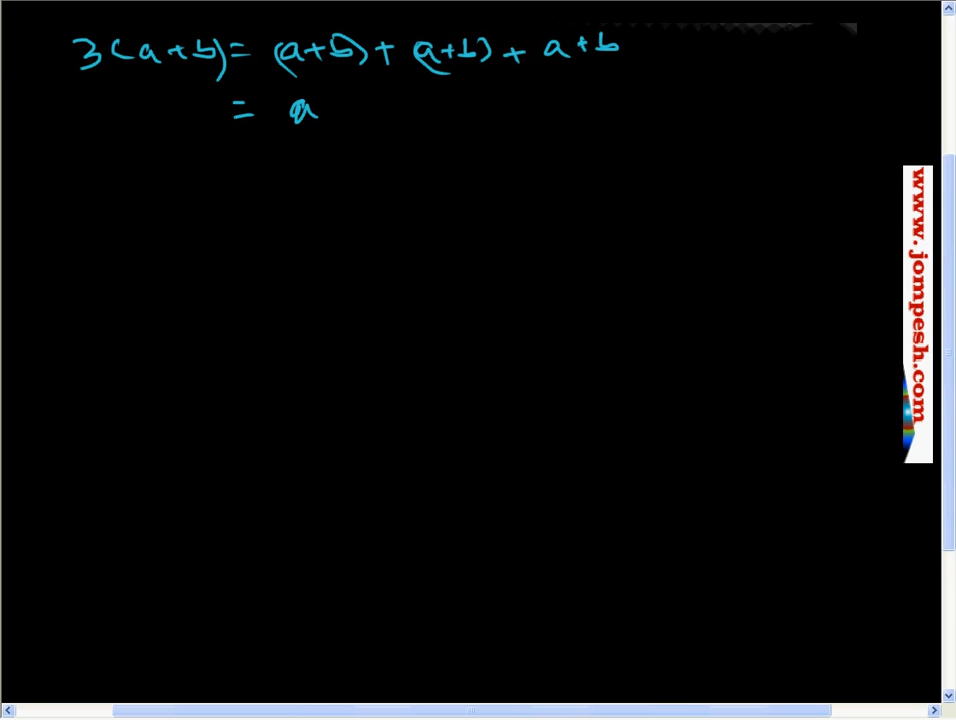 3(a+b)= (a+b) + (a+b) + a+b
= a
www.jompesh.com